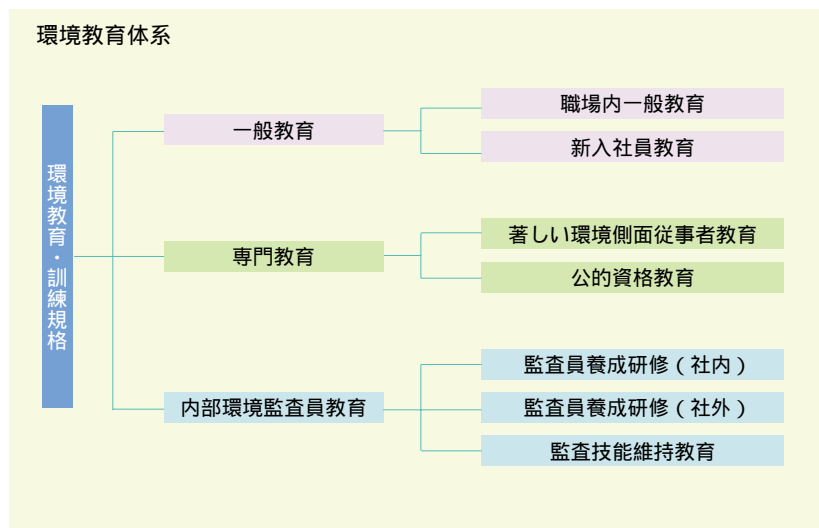 環境教育体系
環境教育・訓練規格
一般教育
職場内一般教育
新入社員教育
専門教育
著しい環境側面従事者教育
公的資格教育
内部環境監査員教育
監査員養成研修（社内）
監査員養成研修（社外）
監査技能維持教育